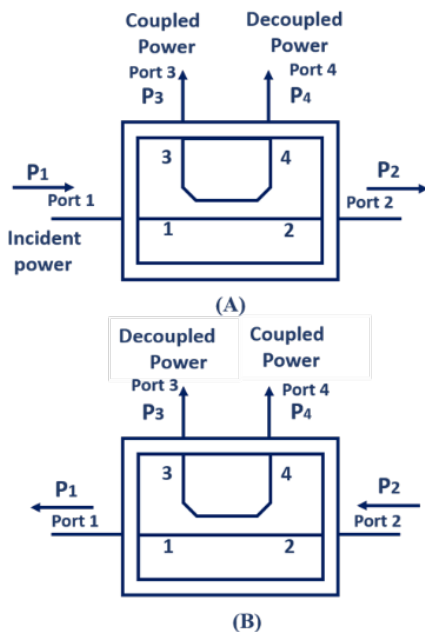 Coupled Power
Decoupled Power
Port 3
Port 4
P3
P4
3
4
P1
P2
Port 1
Port 2
1
2
Incident power
(A)
Decoupled Power
Coupled Power
Port 3
Port 4
P3
P4
3
4
P1
P2
Port 1
Port 2
1
2
(B)